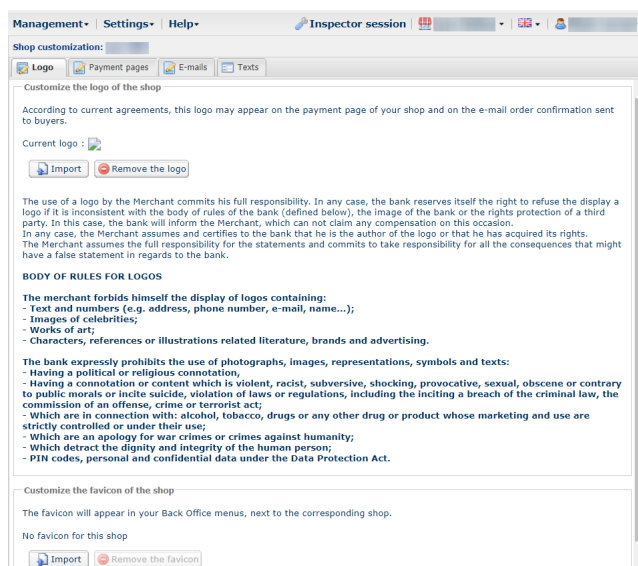 Management Settings Help Inspector session
Shop customization:
Logo Payment pages E-mails Texts
Customize the logo of the shop
According to current agreements, this logo may appear on the payment page of your shop and on the e-mail order confirmation sent
to buyers.
Current logo :
Import Remove the logo
The use of a logo by the Merchant commits his full responsibility. In any case, the bank reserves itself the right to refuse the display a
logo if it is inconsistent with the body of rules of the bank (defined below), the image of the bank or the rights protection of a third
party. In this case, the bank will inform the Merchant, which can not claim any compensation on this occasion.
In any case, the Merchant assumes and certifies to the bank that he is the author of the logo or that he has acquired its rights.
The Merchant assumes the full responsibility for the statements and commits to take responsibility for all the consequences that might
have a false statement in regards to the bank.
BODY OF RULES FOR LOGOS
The merchant forbids himself the display of logos containing:
- Text and numbers (e.g. address, phone number, e-mail, name...);
- Images of celebrities;
- Works of art;
- Characters, references or illustrations related literature, brands and advertising.
The bank expressly prohibits the use of photographs, images, representations, symbols and texts:
- Having a political or religious connotation,
- Having a connotation or content which is violent, racist, subversive, shocking, provocative, sexual, obscene or contrary
to public morals or incite suicide, violation of laws or regulations, including the inciting a breach of the criminal law, the
commission of an offense, crime or terrorist act;
- Which are in connection with: alcohol, tobacco, drugs or any other drug or product whose marketing and use are
strictly controlled or under their use;
- Which are an apology for war crimes or crimes against humanity;
- Which detract the dignity and integrity of the human person;
- PIN codes, personal and confidential data under the Data Protection Act.
Customize the favicon of the shop
The favicon will appear in your Back Office menus, next to the corresponding shop.
No favicon for this shop
Import Remove the favicon